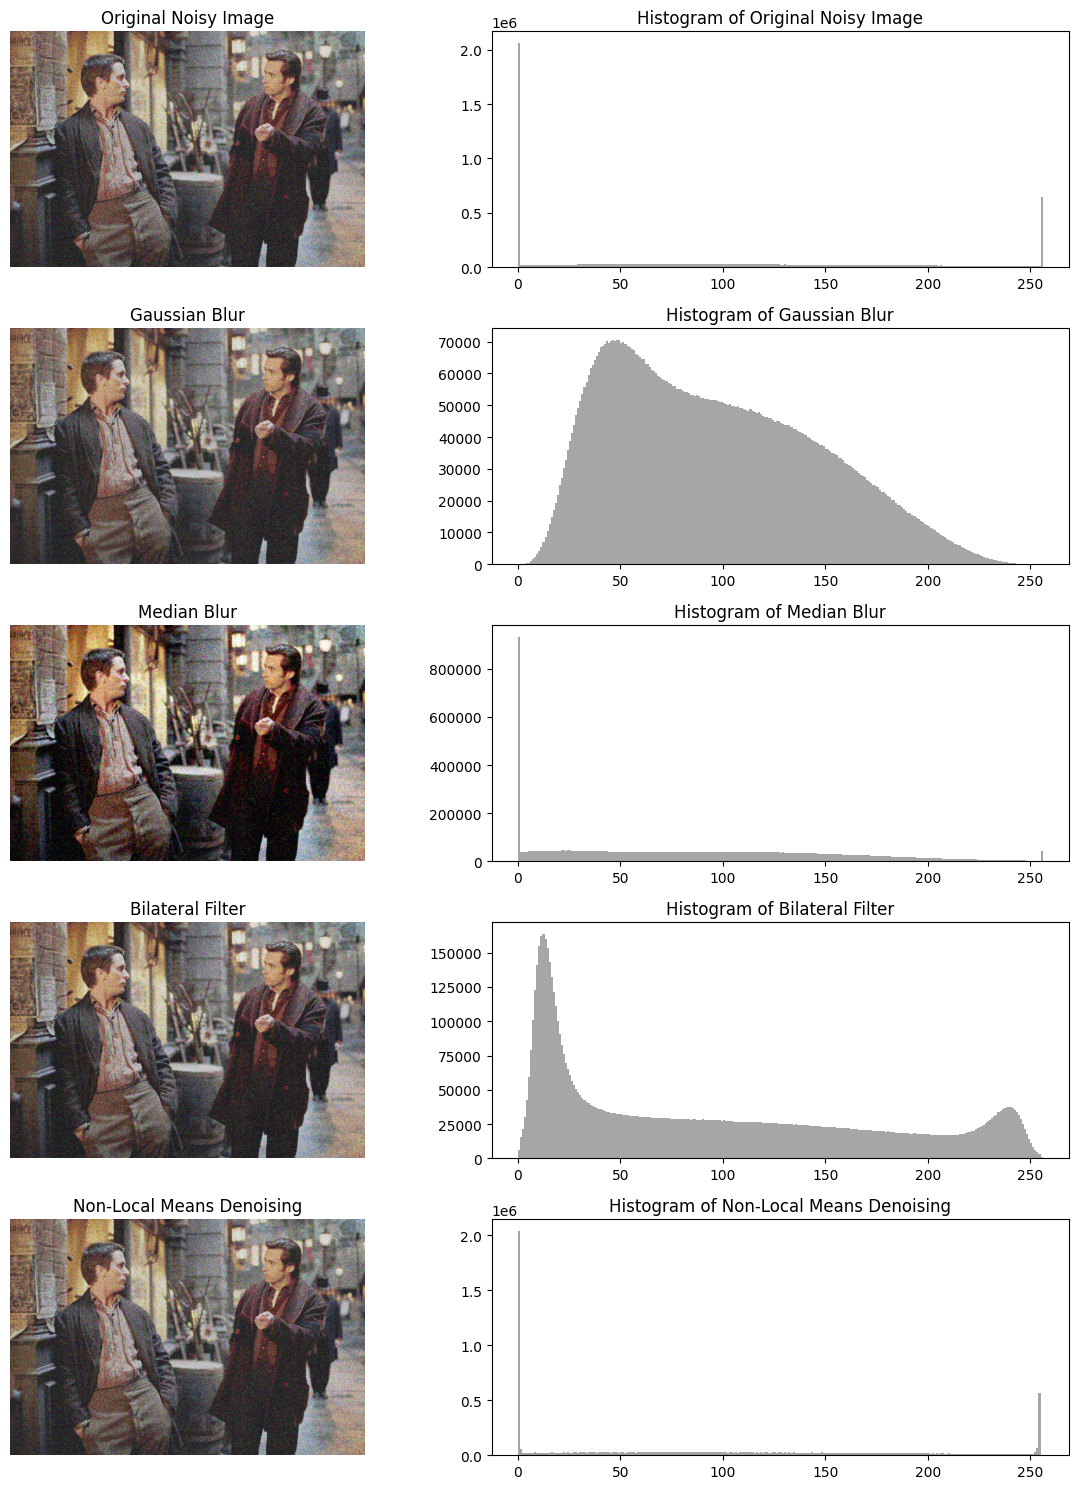 Original Noisy Image
Histogram of Original Noisy Image
1e6
2.0
1.5
1.0
0.5
0.0
0 50 100 150 200 250
Gaussian Blur
Histogram of Gaussian Blur
70000
60000
50000
40000
30000
20000
10000
0
0 50 100 150 200 250
Median Blur
Histogram of Median Blur
800000
600000
400000
200000
0
0 50 100 150 200 250
Bilateral Filter
Histogram of Bilateral Filter
150000
125000
100000
75000
50000
25000
0
0 50 100 150 200 250
Non-Local Means Denoising
Histogram of Non-Local Means Denoising
1e6
2.0
1.5
1.0
0.5
0.0
0 50 100 150 200 250